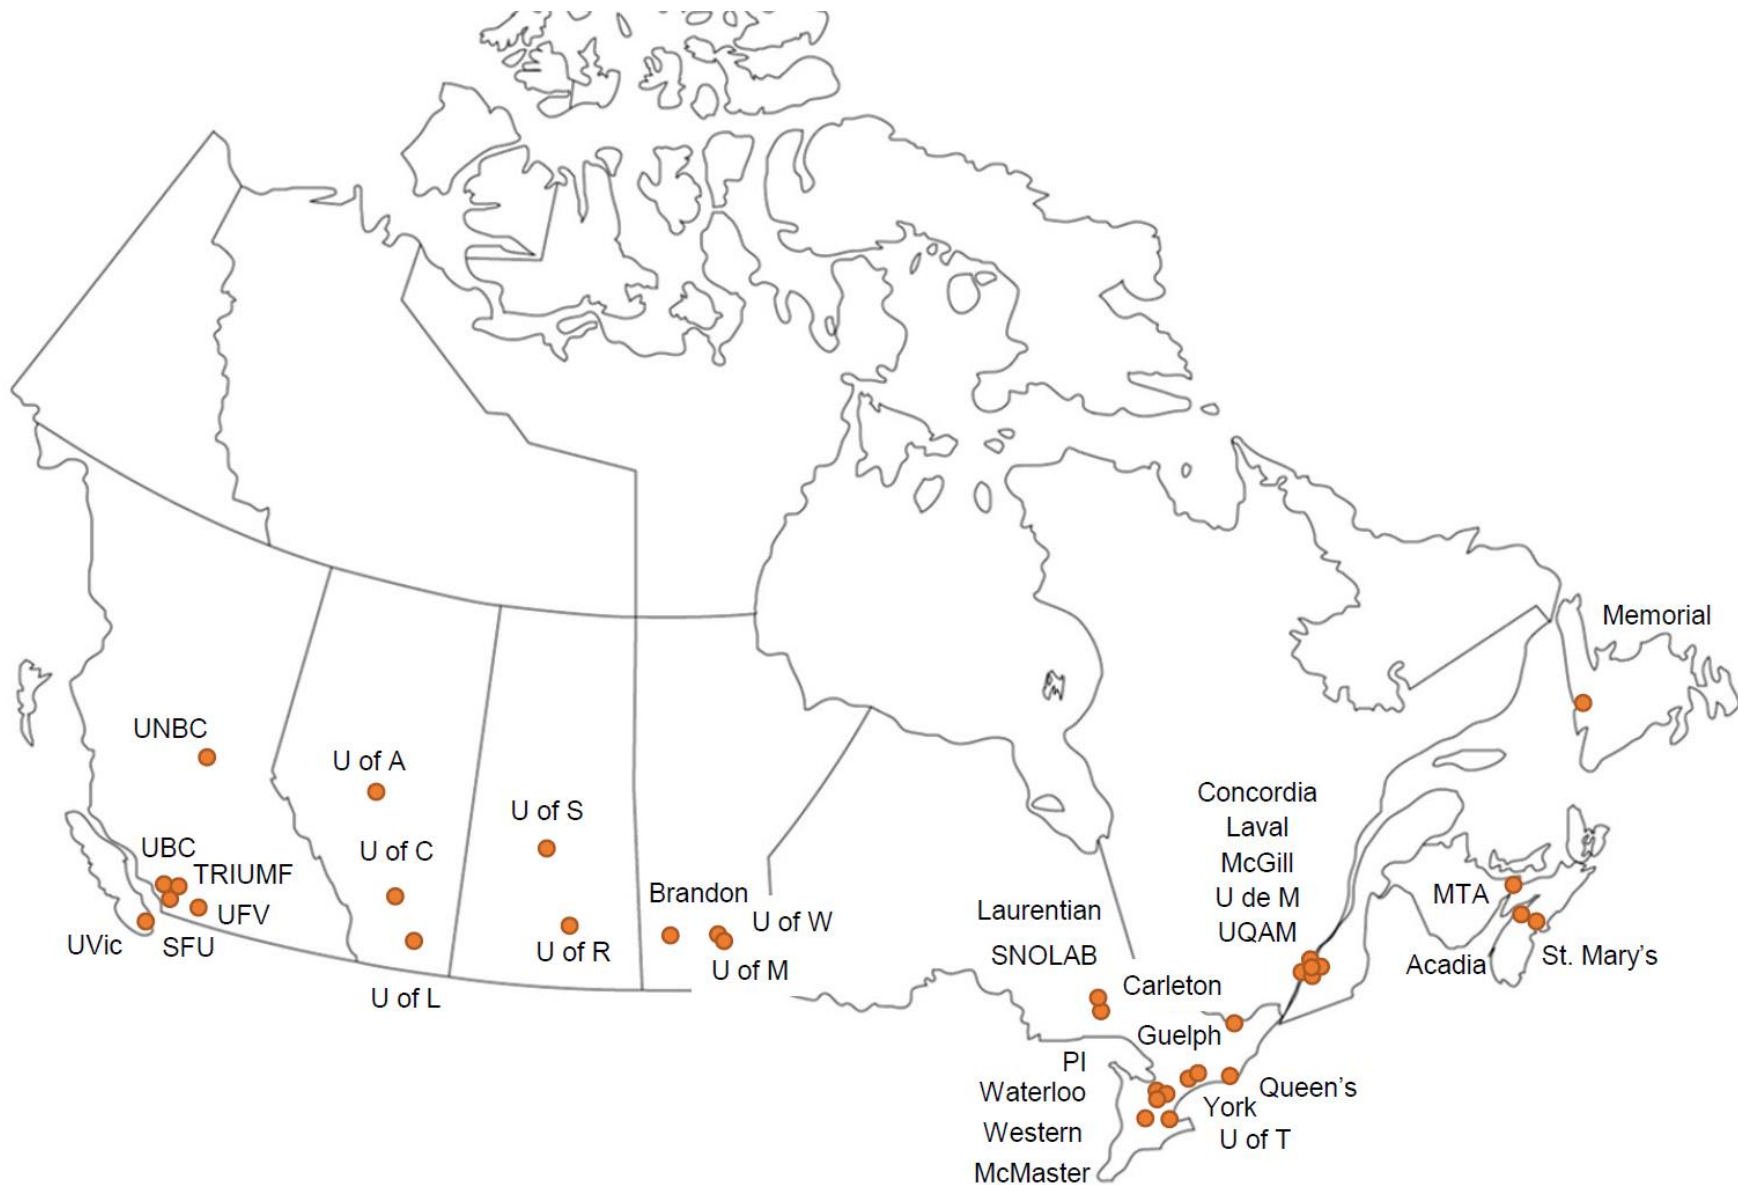 Memorial
UNBC
U of A
U of S
U of C
UBC
TRIUMF
UFV
UVic
SFU
U of L
U of R
Brandon
U of W
U of M
Concordia
Laval
McGill
U de M
UQAM
Laurentian
SNOLAB
Carleton
Guelph
PI
Waterloo
Western
McMaster
Queen's
York
U of T
MTA
Acadia
St. Mary's